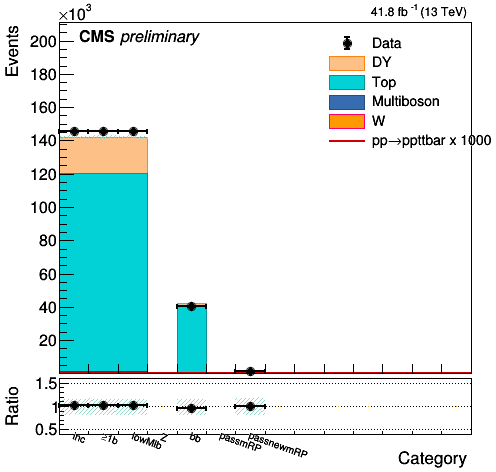 ×10³
CMS preliminary
41.8 fb⁻¹ (13 TeV)
Events
200
180
160
140
120
100
80
60
40
20
Data
DY
Top
Multiboson
W
pp→ppttbar x 1000
Ratio
1.5
1
0.5
inc
≥1b
lowMlb
Z
bb
passmRP
passnewmRP
Category